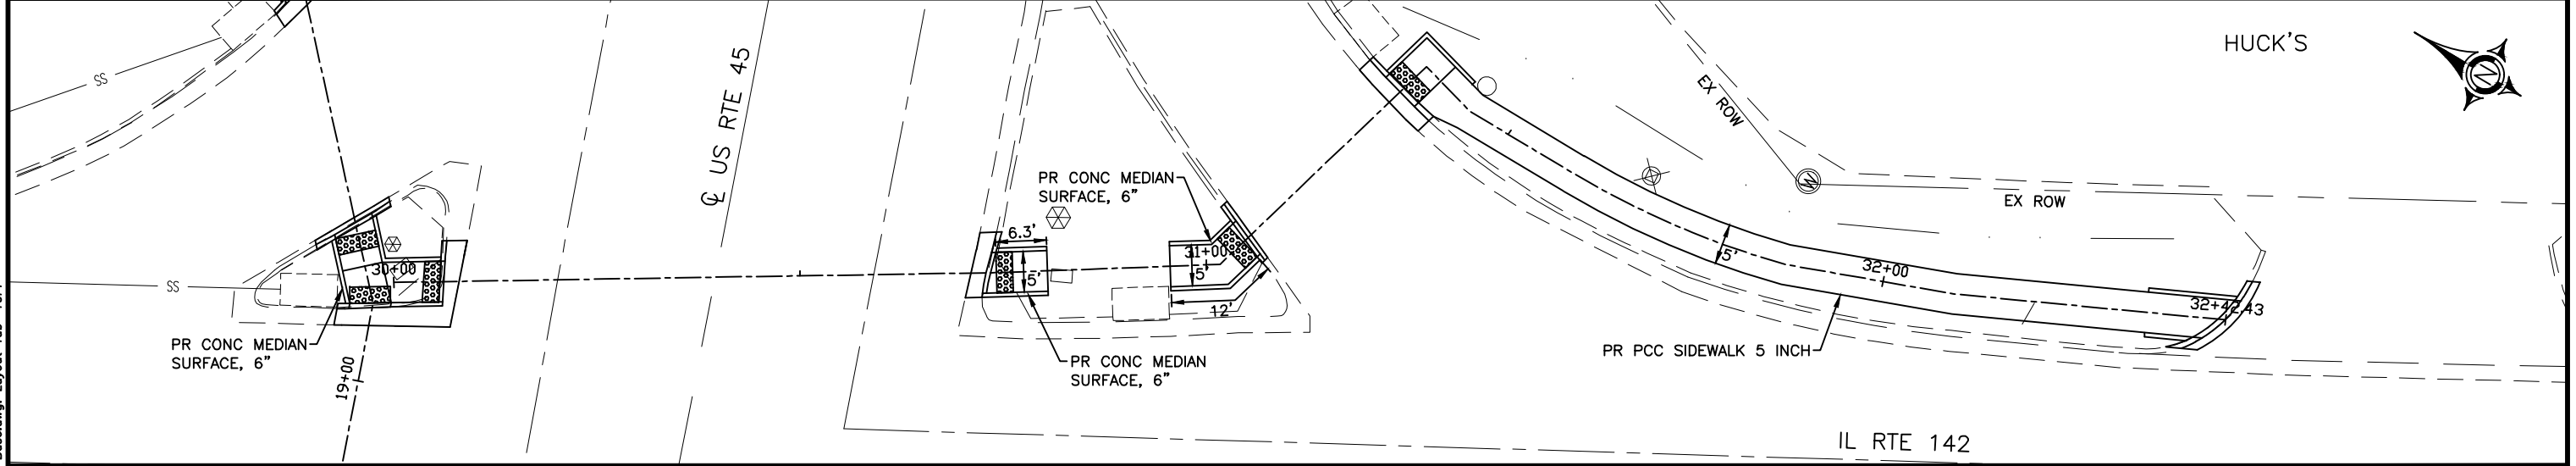 HUCK'S
N
SS
℄ US RTE 45
EX ROW
PR CONC MEDIAN
SURFACE, 6"
W
EX ROW
6.3'
5'
31+00
5'
12'
5'
30+00
32+00
32+42.43
SS
PR CONC MEDIAN
SURFACE, 6"
19+00
PR CONC MEDIAN
SURFACE, 6"
PR PCC SIDEWALK 5 INCH
IL RTE 142